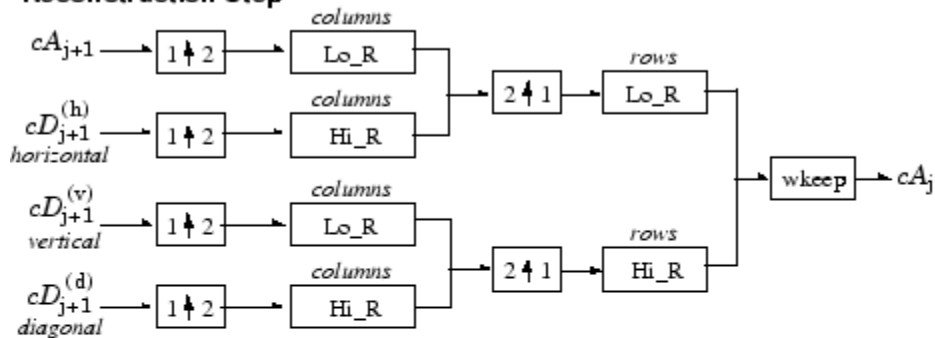 Reconstruction Step
columns
cA j+1 1↑2 Lo_R
rows
2↑1 Lo_R
columns
cD j+1 (h) 1↑2 Hi_R
horizontal
wkeep cA j
columns
cD j+1 (v) 1↑2 Lo_R
vertical
rows
2↑1 Hi_R
columns
cD j+1 (d) 1↑2 Hi_R
diagonal